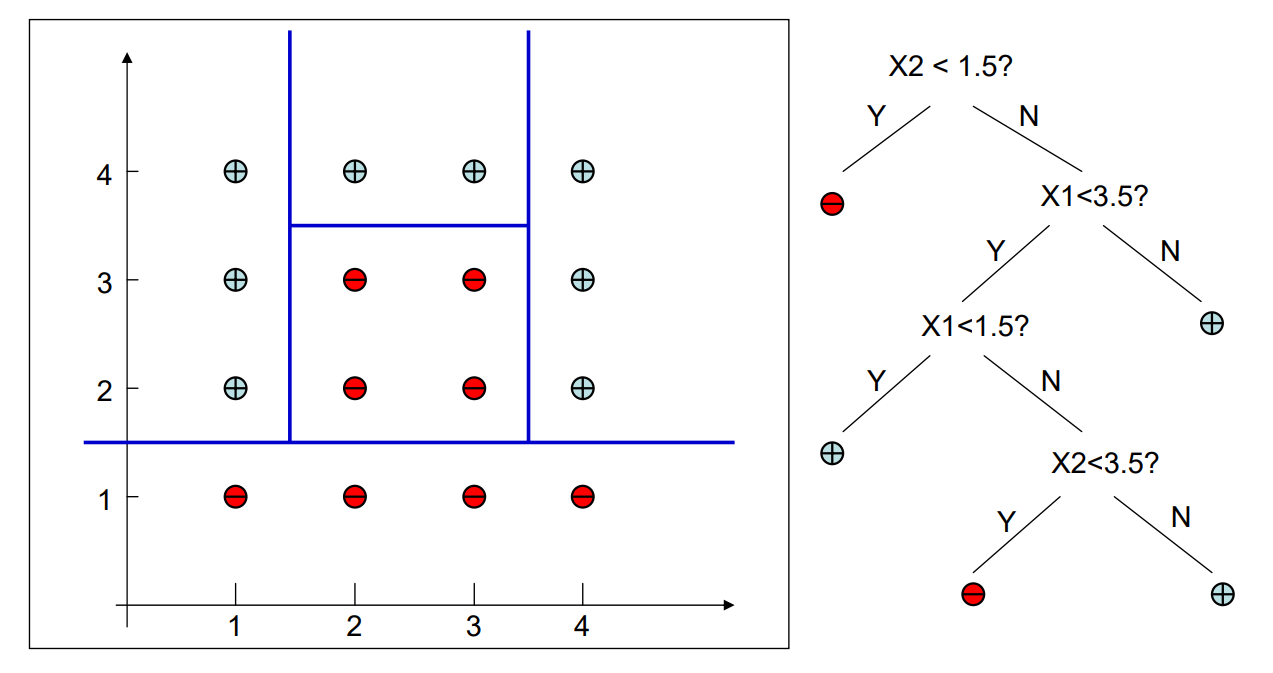 4
3
2
1
1 2 3 4
X2 < 1.5?
Y N
X1<3.5?
Y N
X1<1.5?
Y N
X2<3.5?
Y N